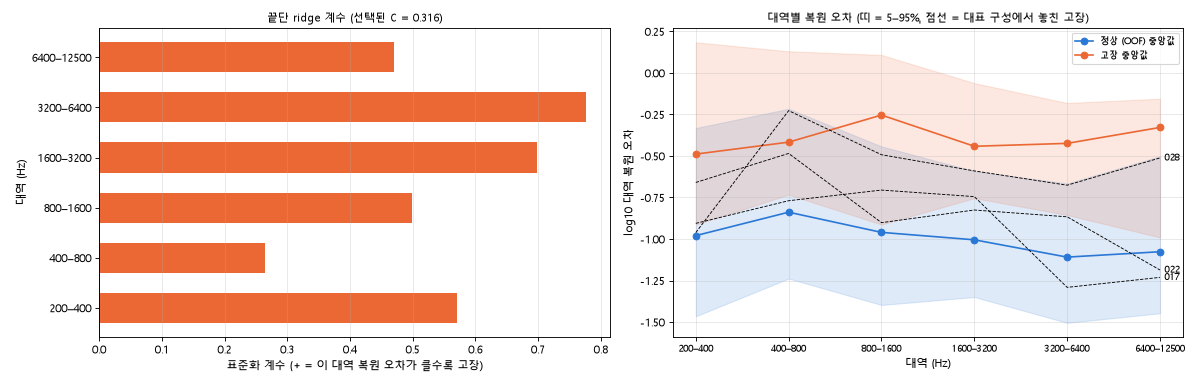 끝단 ridge 계수 (선택된 C = 0.316)
대역 (Hz)
6400–12500
3200–6400
1600–3200
800–1600
400–800
200–400
0.0 0.1 0.2 0.3 0.4 0.5 0.6 0.7 0.8
표준화 계수 (+ = 이 대역 복원 오차가 클수록 고장)
대역별 복원 오차 (띠 = 5–95%, 점선 = 대표 구성에서 놓친 고장)
정상 (OOF) 중앙값
고장 중앙값
log10 대역 복원 오차
0.25
0.00
-0.25
-0.50
-0.75
-1.00
-1.25
-1.50
028
022
017
200–400 400–800 800–1600 1600–3200 3200–6400 6400–12500
대역 (Hz)